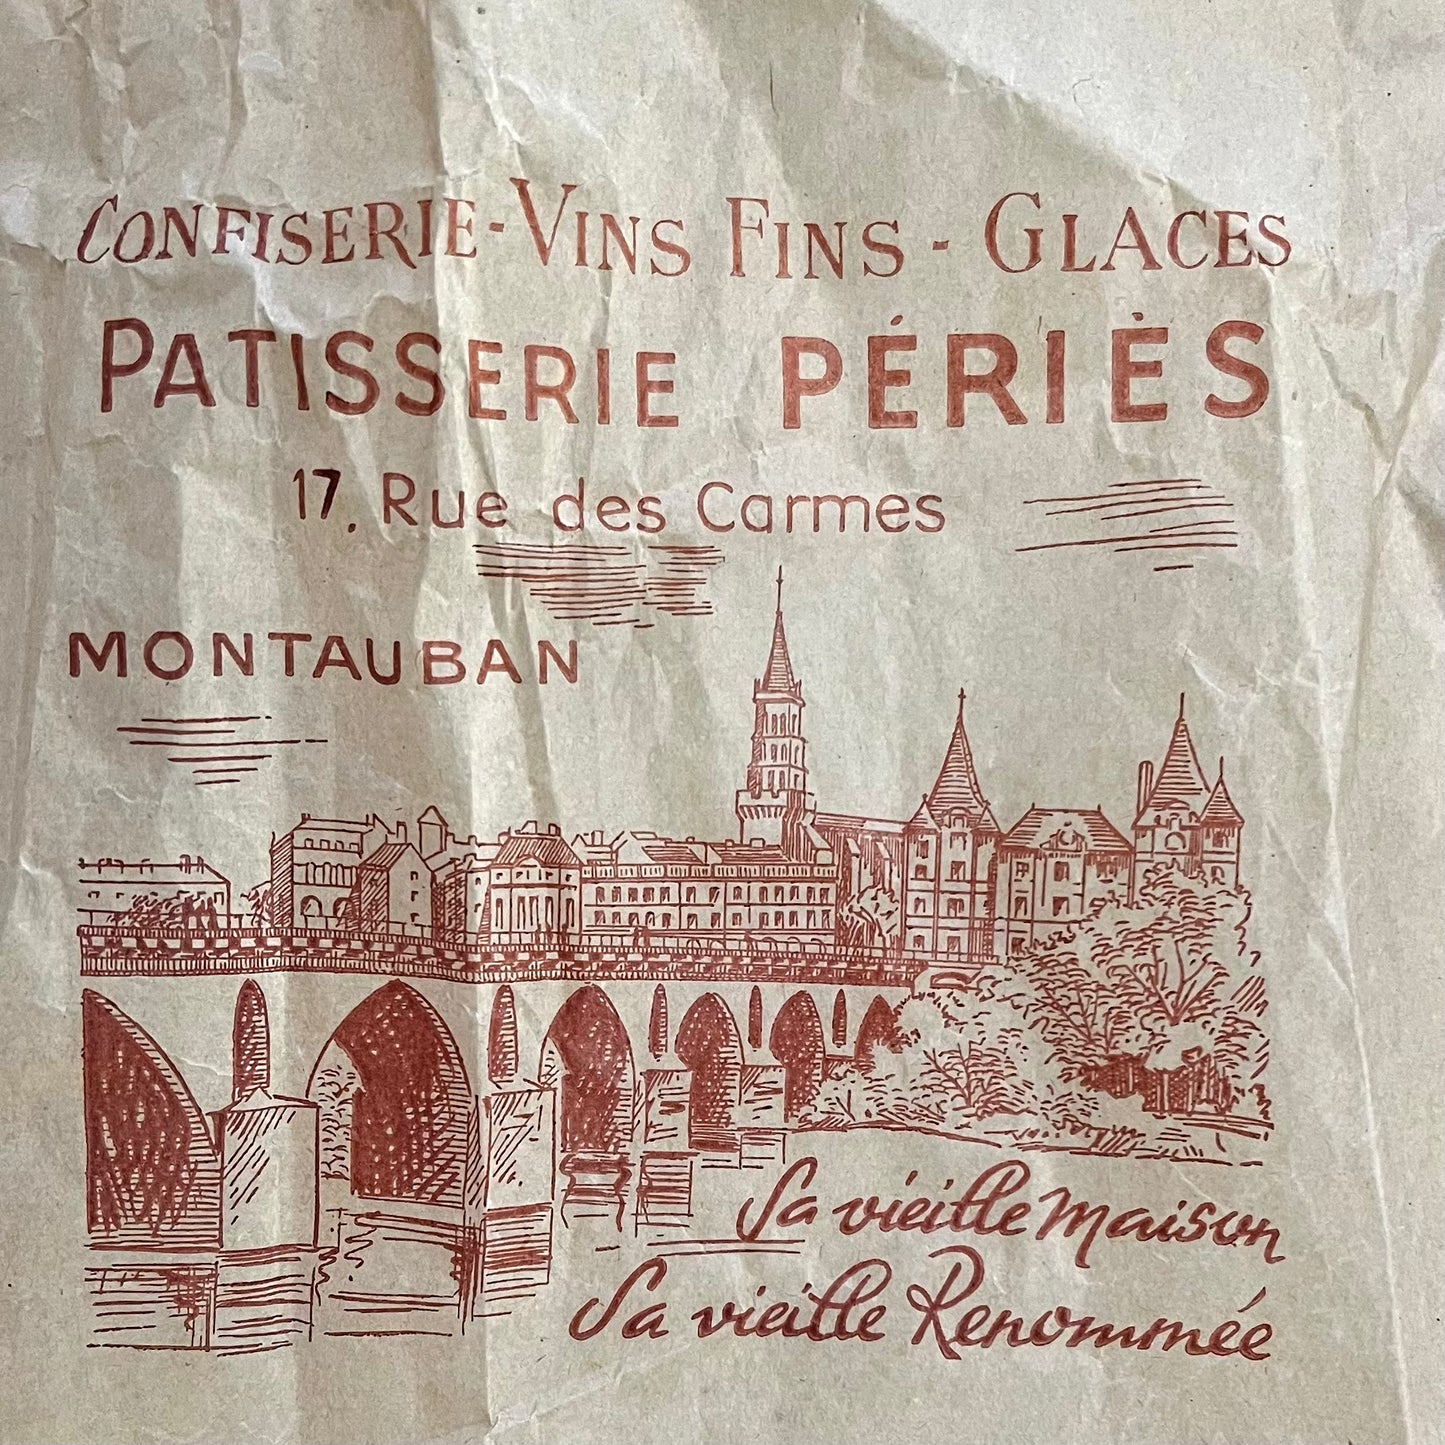 CONFISERIE - VINS FINS - GLACES
PATISSERIE PÉRIÈS
17, Rue des Carmes
MONTAUBAN
Sa vieille Maison
Sa vieille Renommée